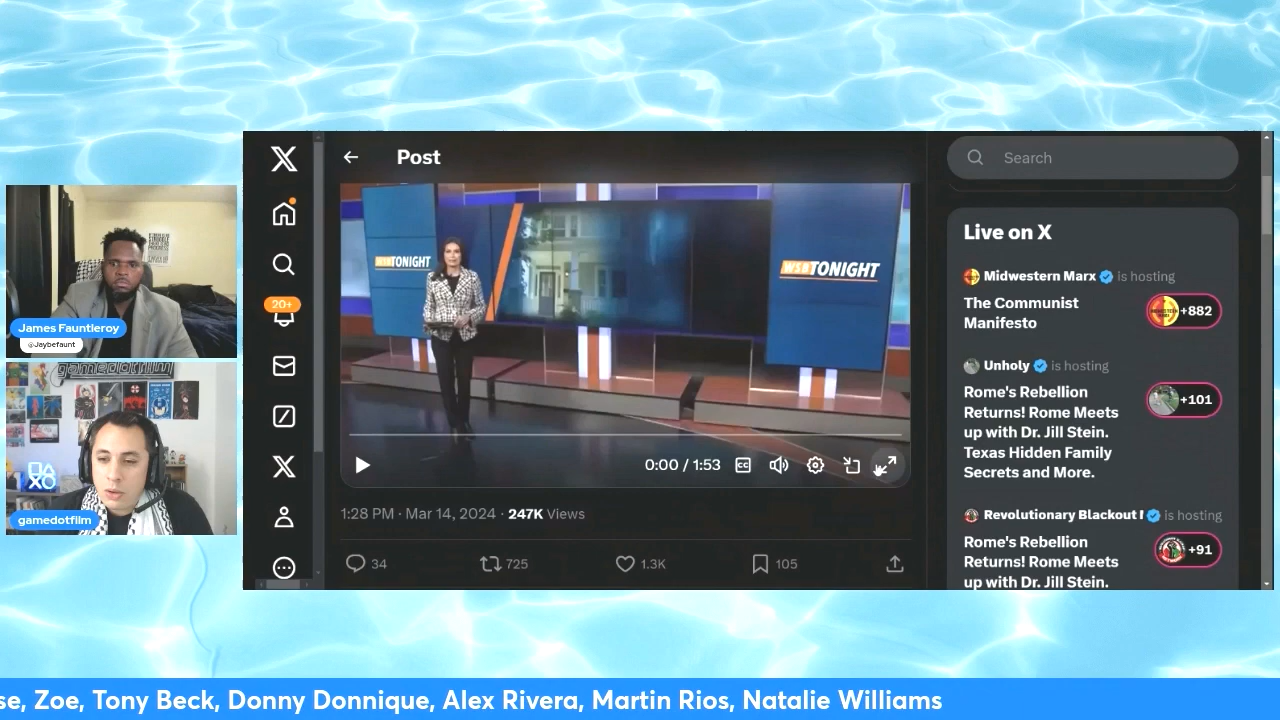 Post
Search
WSBTONIGHT
WSBTONIGHT
20+
0:00 / 1:53
CC
1:28 PM · Mar 14, 2024 · 247K Views
34
725
1.3K
105
Live on X
Midwestern Marx is hosting
The Communist
Manifesto
+882
Unholy is hosting
Rome's Rebellion
Returns! Rome Meets
up with Dr. Jill Stein.
Texas Hidden Family
Secrets and More.
+101
Revolutionary Blackout is hosting
Rome's Rebellion
Returns! Rome Meets
up with Dr. Jill Stein.
+91
James Fauntleroy
@Jaybefaunt
gamedotfilm
gamedotfilm
se, Zoe, Tony Beck, Donny Donnique, Alex Rivera, Martin Rios, Natalie Williams